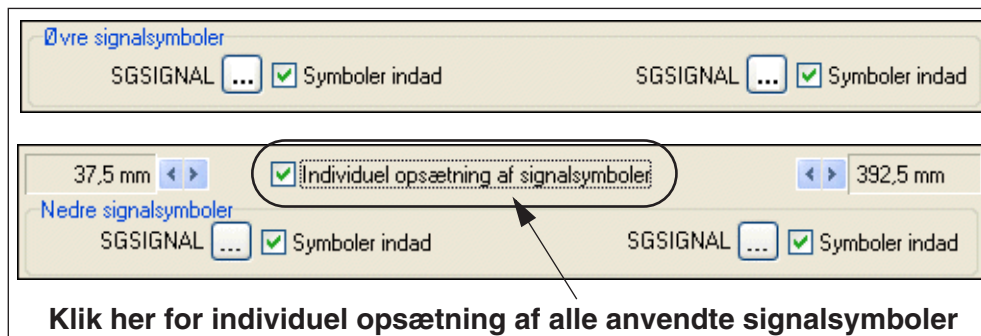 Øvre signalsymboler
SGSIGNAL ... Symboler indad SGSIGNAL ... Symboler indad
37,5 mm Individuel opsætning af signalsymboler 392,5 mm
Nedre signalsymboler
SGSIGNAL ... Symboler indad SGSIGNAL ... Symboler indad
Klik her for individuel opsætning af alle anvendte signalsymboler